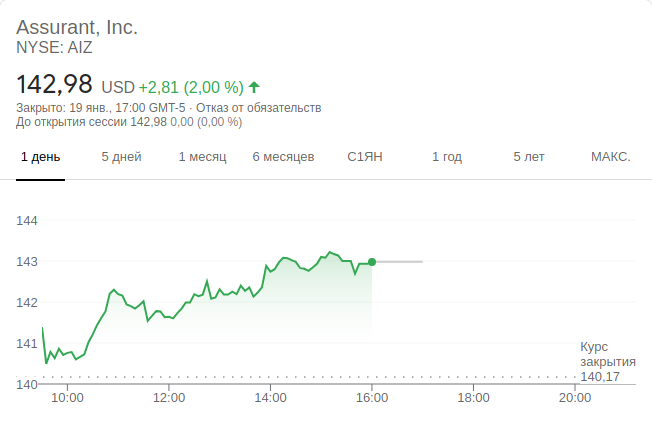 Assurant, Inc.
NYSE: AIZ
142,98 USD +2,81 (2,00 %)
Закрыто: 19 янв., 17:00 GMT-5 · Отказ от обязательств
До открытия сессии 142,98 0,00 (0,00 %)
1 день 5 дней 1 месяц 6 месяцев С1ЯН 1 год 5 лет МАКС.
144
143
142
141
Курс
закрытия
140,17
140
10:00 12:00 14:00 16:00 18:00 20:00